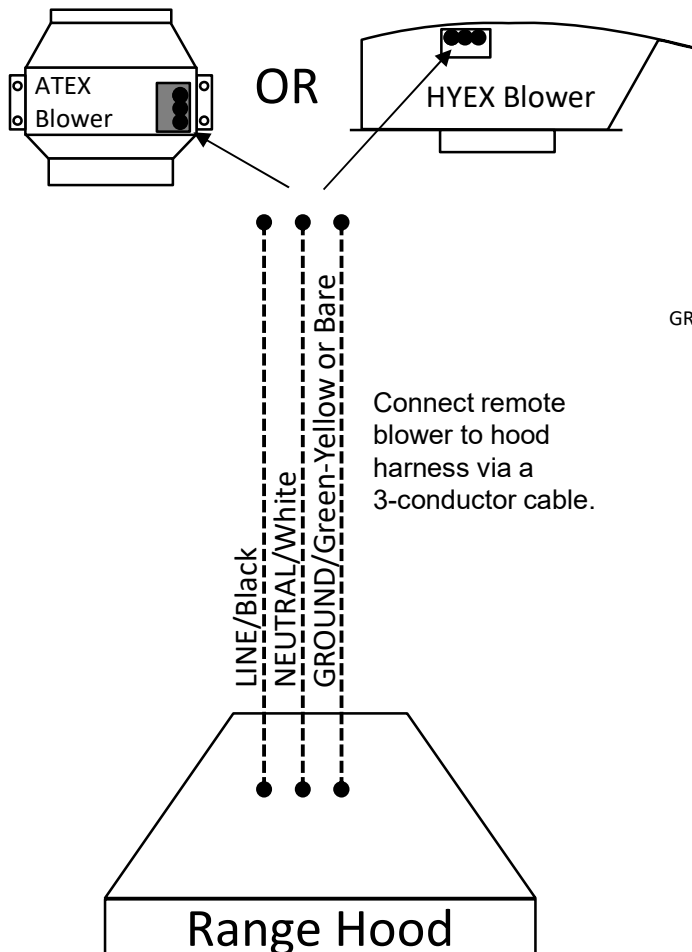 ATEX
Blower
OR
HYEX Blower
GR
LINE/Black
NEUTRAL/White
GROUND/Green-Yellow or Bare
Connect remote
blower to hood
harness via a
3-conductor cable.
Range Hood